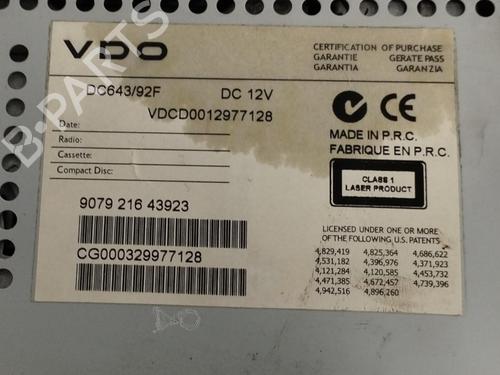 VDO
CERTIFICATION OF PURCHASE
GARANTIE GERATE PASS
GARANTIA GARANZIA
DC643/92F DC 12V
VDCD0012977128
Date:
Radio:
Cassette:
Compact Disc:
MADE IN P.R.C.
FABRIQUE EN P.R.C.
CLASS 1
LASER PRODUCT
9079 216 43923
CG000329977128
LICENSED UNDER ONE OR MORE
OF THE FOLLOWING U.S. PATENTS
4,829,419 4,825,364 4,686,622
4,531,182 4,396,976 4,371,923
4,121,284 4,120,585 4,453,732
4,471,385 4,672,457 4,739,396
4,942,516 4,896,260
B-PARTS